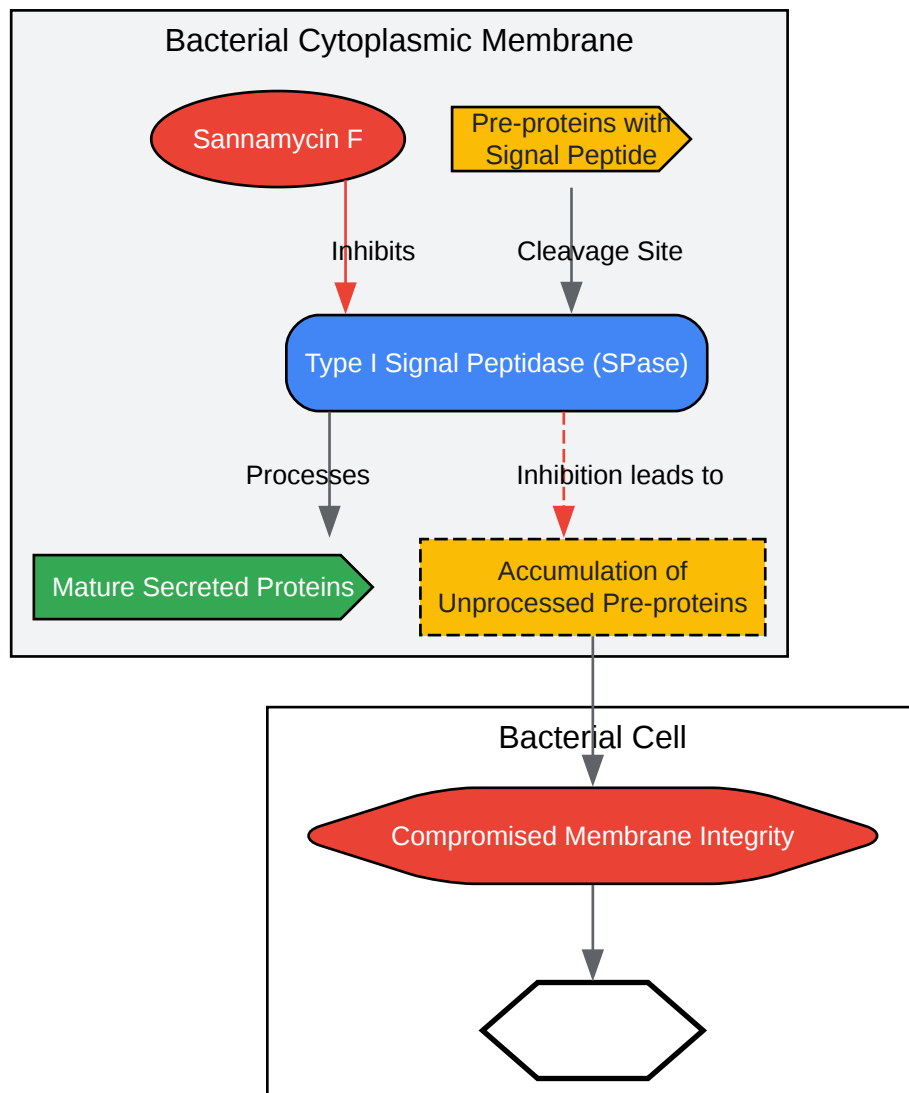 Bacterial Cytoplasmic Membrane
Sannamycin F
Pre-proteins with
Signal Peptide
Inhibits
Cleavage Site
Type I Signal Peptidase (SPase)
Processes
Inhibition leads to
Mature Secreted Proteins
Accumulation of
Unprocessed Pre-proteins
Bacterial Cell
Compromised Membrane Integrity